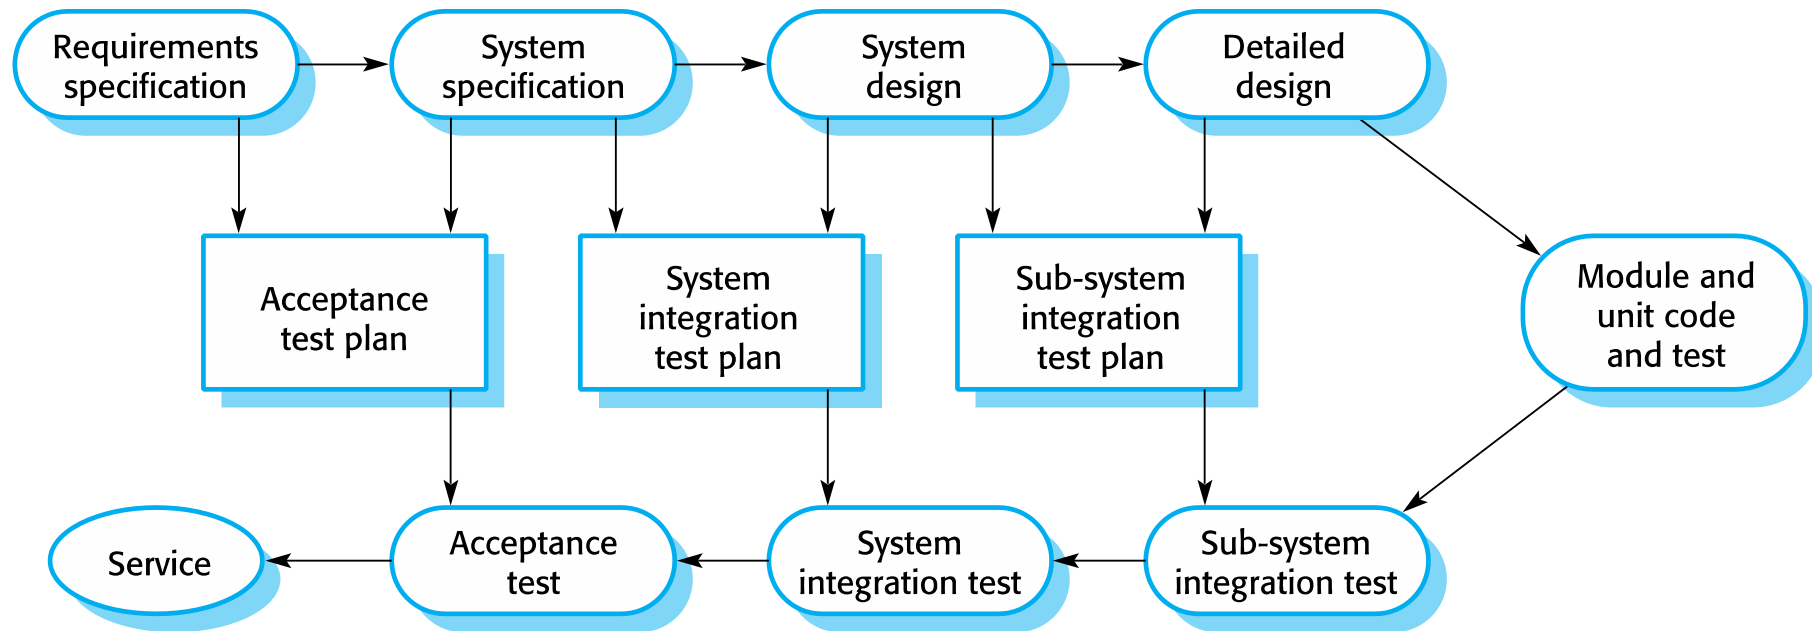 Requirements
specification
System
specification
System
design
Detailed
design
Acceptance
test plan
System
integration
test plan
Sub-system
integration
test plan
Module and
unit code
and test
Service
Acceptance
test
System
integration test
Sub-system
integration test